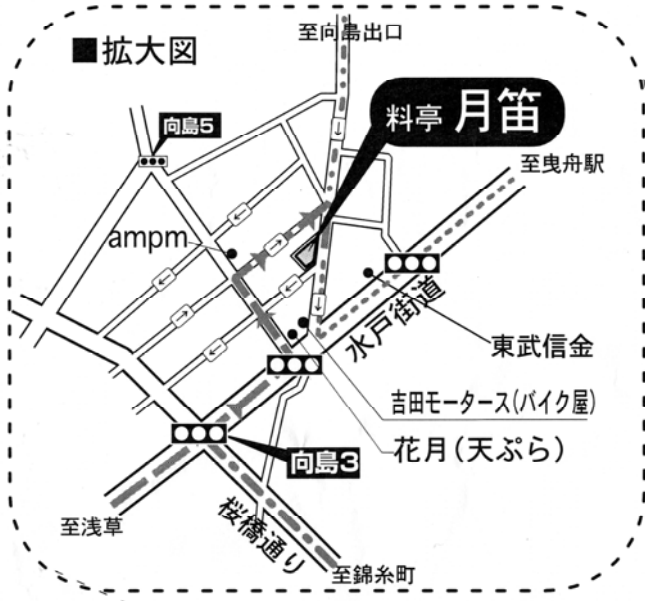 ■拡大図
至向島出口
料亭 月笛
向島5
至曳舟駅
ampm
水戸街道
東武信金
吉田モータース(バイク屋)
花月(天ぷら)
向島3
至浅草
桜橋通り
至錦糸町